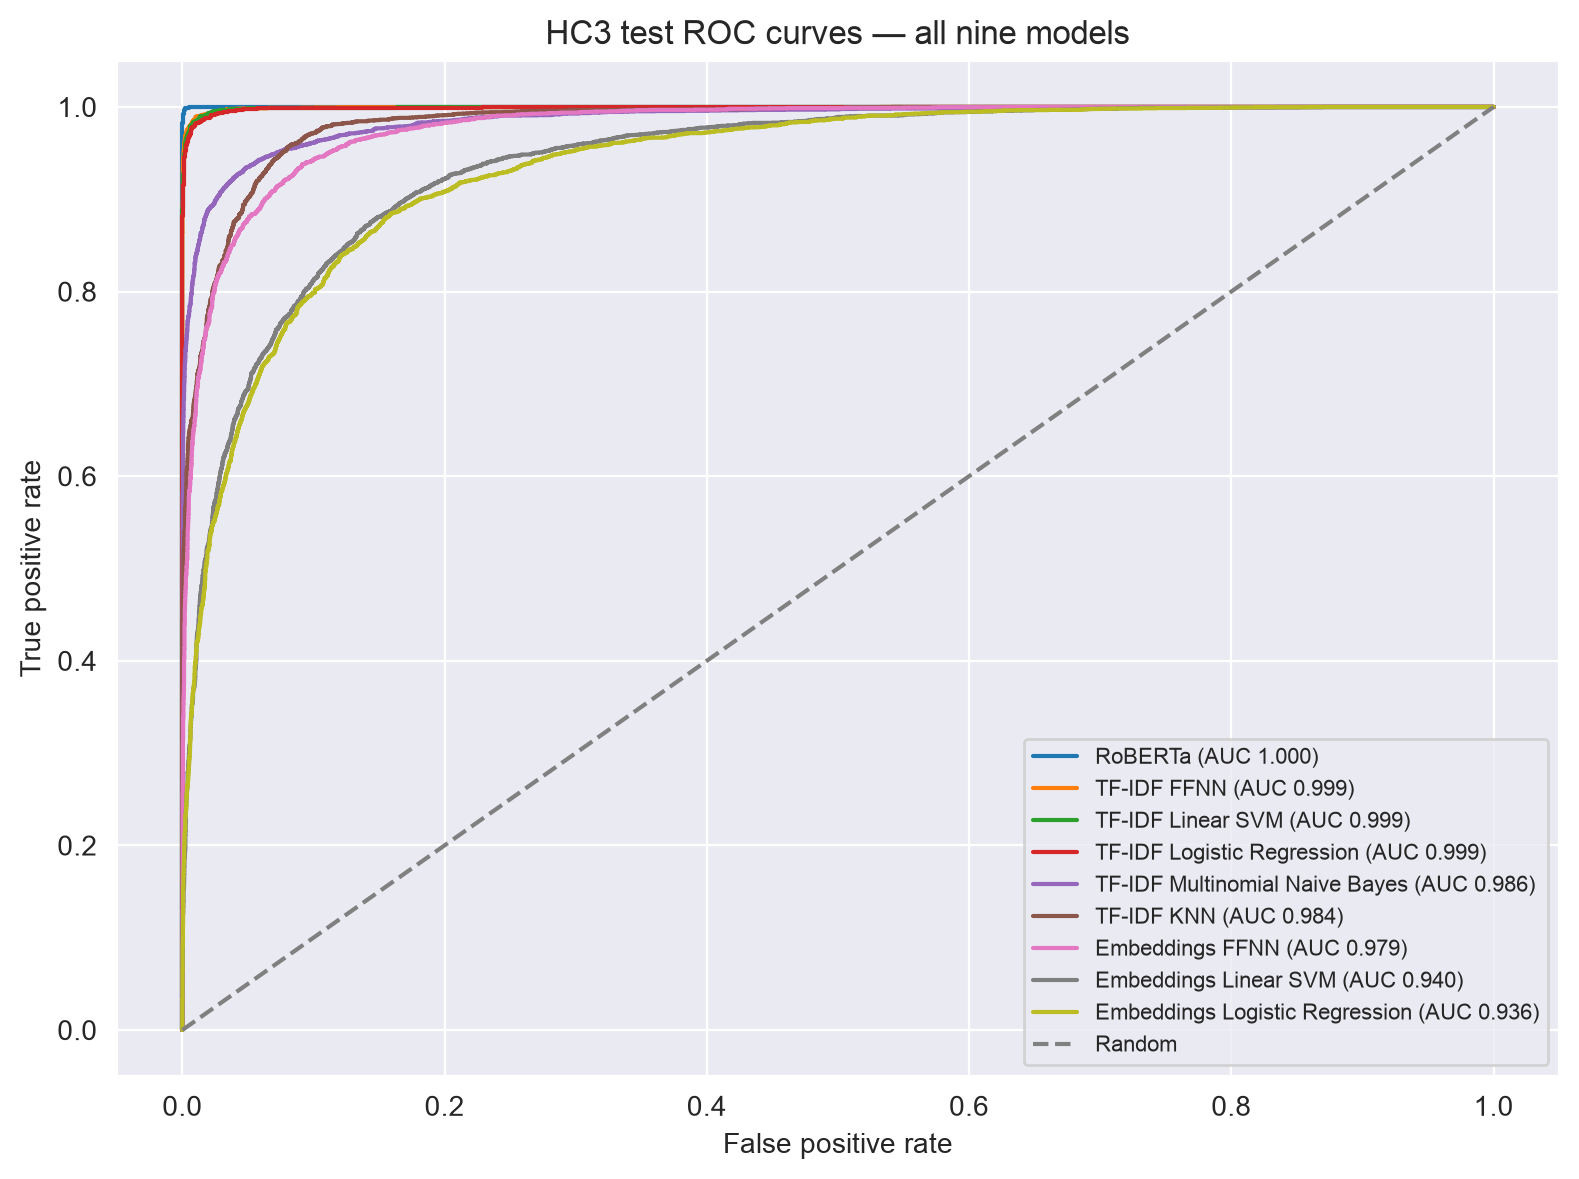 HC3 test ROC curves — all nine models
True positive rate
1.0
0.8
0.6
0.4
0.2
0.0
RoBERTa (AUC 1.000)
TF-IDF FFNN (AUC 0.999)
TF-IDF Linear SVM (AUC 0.999)
TF-IDF Logistic Regression (AUC 0.999)
TF-IDF Multinomial Naive Bayes (AUC 0.986)
TF-IDF KNN (AUC 0.984)
Embeddings FFNN (AUC 0.979)
Embeddings Linear SVM (AUC 0.940)
Embeddings Logistic Regression (AUC 0.936)
Random
0.0 0.2 0.4 0.6 0.8 1.0
False positive rate